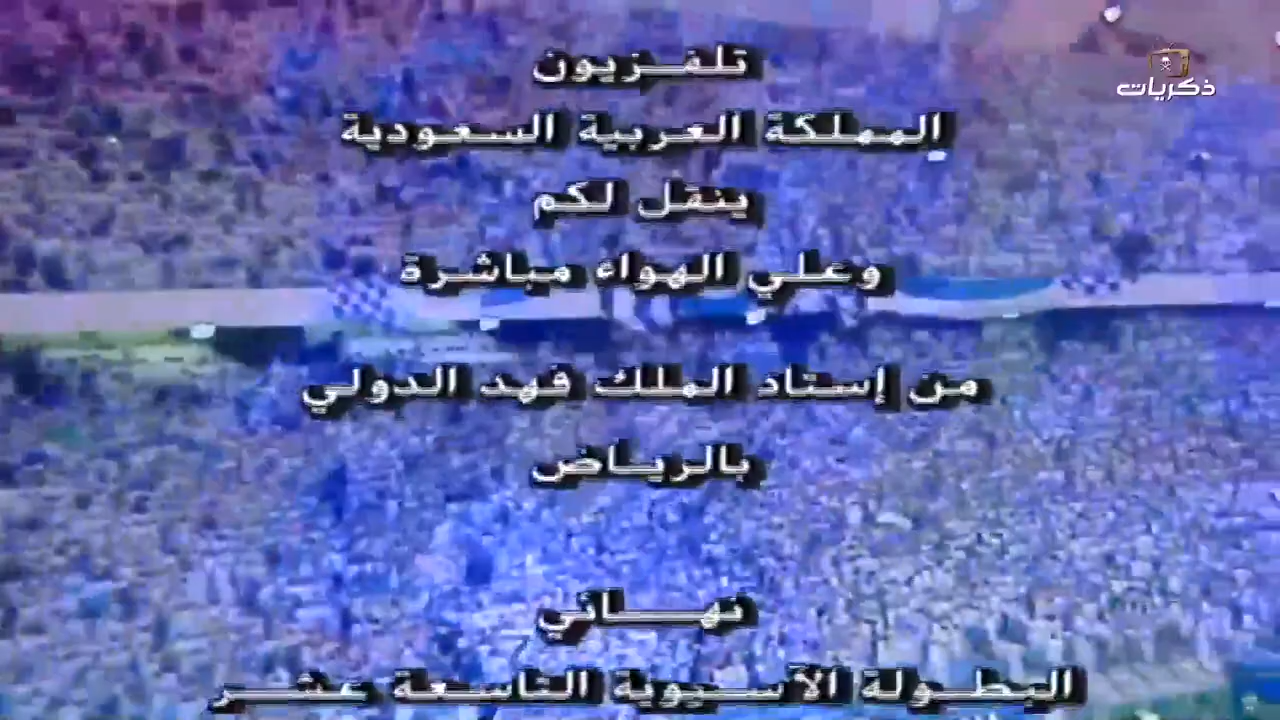 تلفزيون
ذكريات
المملكة العربية السعودية
ينقل لكم
وعلي الهواء مباشرة
من إستاد الملك فهد الدولي
بالرياض
نهائي
البطولة الآسيوية التاسعة عشر